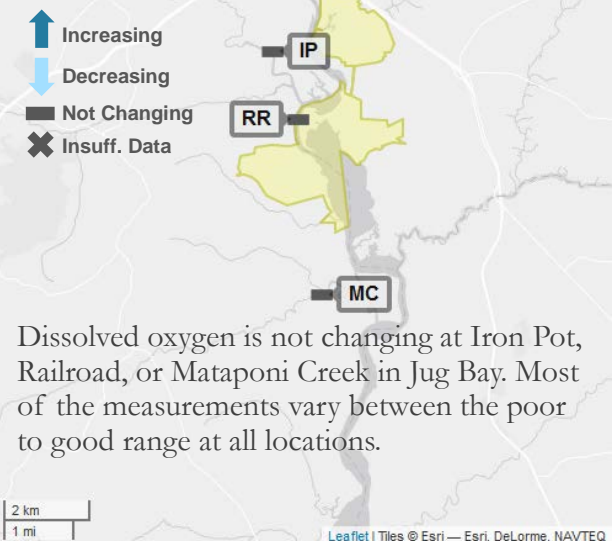 Increasing
Decreasing
Not Changing
Insuff. Data
IP
RR
MC
Dissolved oxygen is not changing at Iron Pot,
Railroad, or Mataponi Creek in Jug Bay. Most
of the measurements vary between the poor
to good range at all locations.
2 km
1 mi
Leaflet | Tiles © Esri — Esri, DeLorme, NAVTEQ